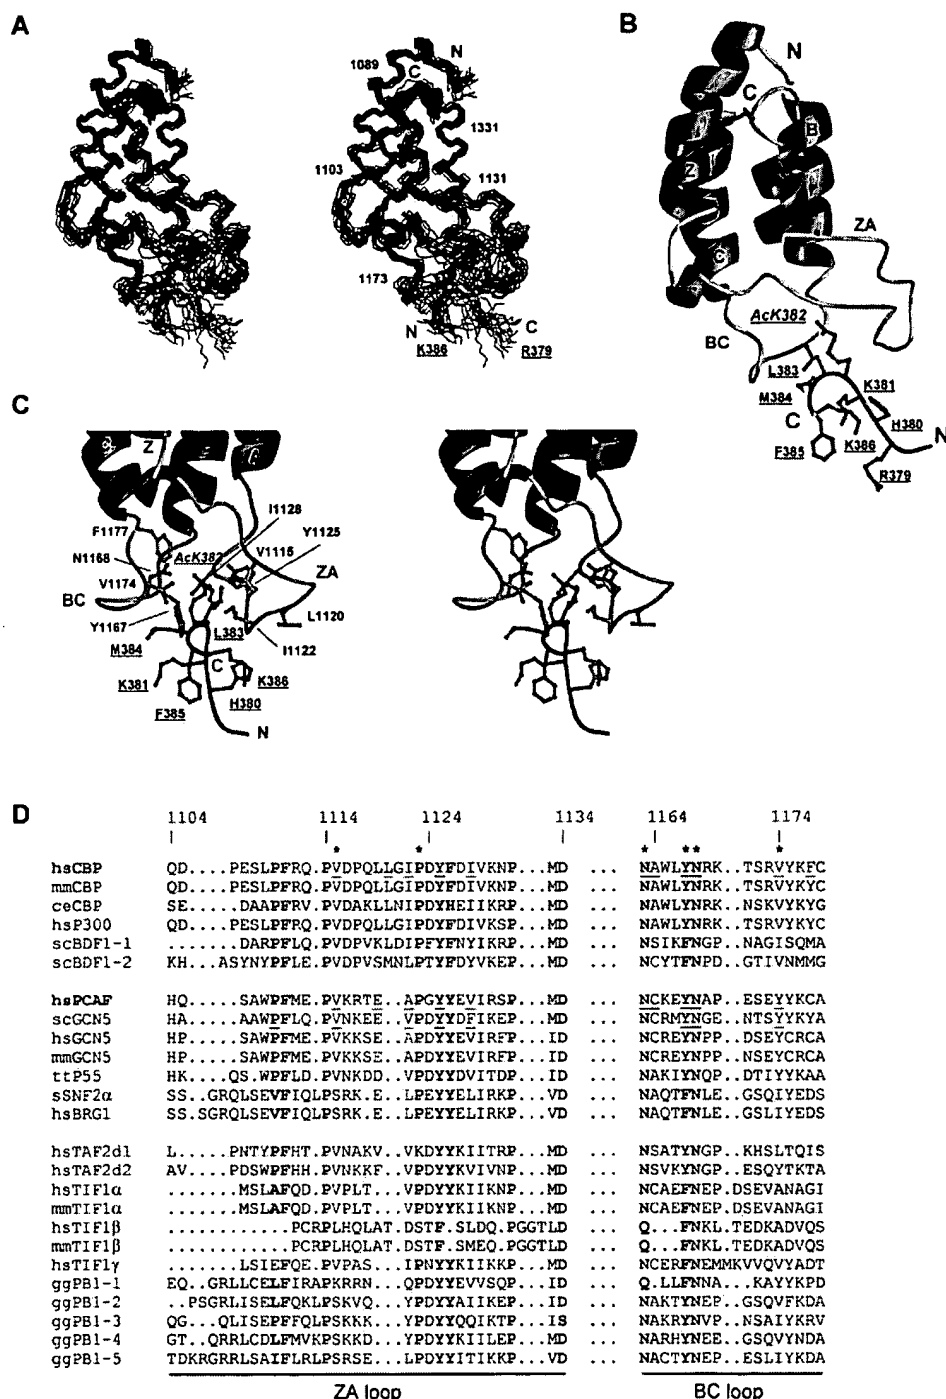 A
N
1089
C
1331
1103
1131
1173
N
K386
C
R379
B
N
C
B
Z
ZA
C
AcK382
BC
L383
M384
K381
C
H380
K386
N
F385
R379
C
Z
I1128
F1177
Y1125
AcK382
V1115
N1168
ZA
V1174
BC
L1120
Y1167
L383
I1122
M384
C
K381
K386
H380
F385
N
D
1104 1114 1124 1134 1164 1174
* * * ** *
hsCBP QD.....PESLPFRQ.PVDPQLLGIPDYFDIVKNP...MD ... NAWLYNRK..TSRVYKFC
mmCBP QD.....PESLPFRQ.PVDPQLLGIPDYFDIVKNP...MD ... NAWLYNRK..TSRVYKYC
ceCBP SE.....DAAPFRV.PVDAKLLNIPDYHEIIKRP...MD ... NAWLYNRK..NSKVYKYG
hsP300 QD.....PESLPFRQ.PVDPQLLGIPDYFDIVKSP...MD ... NAWLYNRK..TSRVYKYC
scBDF1-1 ........DARPFLQ.PVDPVKLDIPFYFNYIKRP...MD ... NSIKFNGP..NAGISQMA
scBDF1-2 KH...ASYNYPFLE.PVDPVSMNLPTYFDYVKEP...MD ... NCYTFNPD..GTIVNMMG
hsPCAF HQ......SAWPFME.PVKRTE..APGYYEVIRSP...MD ... NCKEYNAP..ESEYYKCA
scGCN5 HA......AAWPFLQ.PVNKEE..VPDYYDFIKEP...MD ... NCRMYNGE..NTSYYKYA
hsGCN5 HP......SAWPFME.PVKKSE..APDYYEVIRFP...ID ... NCREYNPP..DSEYCRCA
mmGCN5 HP......SAWPFME.PVKKSE..APDYYEVIRFP...ID ... NCREYNPP..DSEYCRCA
ttP55 HK.....QS.WPFLD.PVNKDD..VPDYYDVITDP...ID ... NAKIYNQP..DTIYYKAA
sSNF2α SS..GRQLSEVFIQLPSRK.E...LPEYYELIRKP...VD ... NAQTFNLE..GSQIYEDS
hsBRG1 SS.SGRQLSEVFIQLPSRK.E...LPEYYELIRKP...VD ... NAQTFNLE..GSLIYEDS
hsTAF2d1 L......PNTYPFHT.PVNAKV..VKDYYKIITRP...MD ... NSATYNGP..KHSLTQIS
hsTAF2d2 AV.....PDSWPFHH.PVNKKF..VPDYYKVIVNP...MD ... NSVKYNGP..ESQYTKTA
hsTIF1α ........MSLAFQD.PVPLT...VPDYYKIIKNP...MD ... NCAEFNEP.DSEVANAGI
mmTIF1α ........MSLAFQD.PVPLT...VPDYYKIIKNP...MD ... NCAEFNEP.DSEVANAGI
hsTIF1β ............PCRPLHQLAT.DSTF.SLDQ.PGGTLD ... Q...FNKL.TEDKADVQS
mmTIF1β ............PCRPLHQLAT.DSTF.SMEQ.PGGTLD ... Q...FNKL.TEDKADVQS
hsTIF1γ ........LSIEFQE.PVPAS...IPNYYKIIKKP...MD ... NCERFNEMMKVVQVYADT
ggPB1-1 EQ..GRLLCELFIRAPKRRN...QPDYYEVVSQP...ID ... Q.LLFNNA...KAYYKPD
ggPB1-2 ..PSGRLISELFQKLPSKVQ...YPDYYAIIKEP...ID ... NAKTYNEP..GSQVFKDA
ggPB1-3 QG...QLISEPFFQLPSKKK...YPDYYQQIKTP...IS ... NAKRYNVP..NSAIYKRV
ggPB1-4 GT..QRRLCDLFMVKPSKKD...YPDYYKIILEP...MD ... NARHYNEE..GSQVYNDA
ggPB1-5 TDKRGRRLSAIFLRLPSRSE...LPDYYITIKKP...VD ... NACTYNEP..ESLIYKDA
ZA loop BC loop